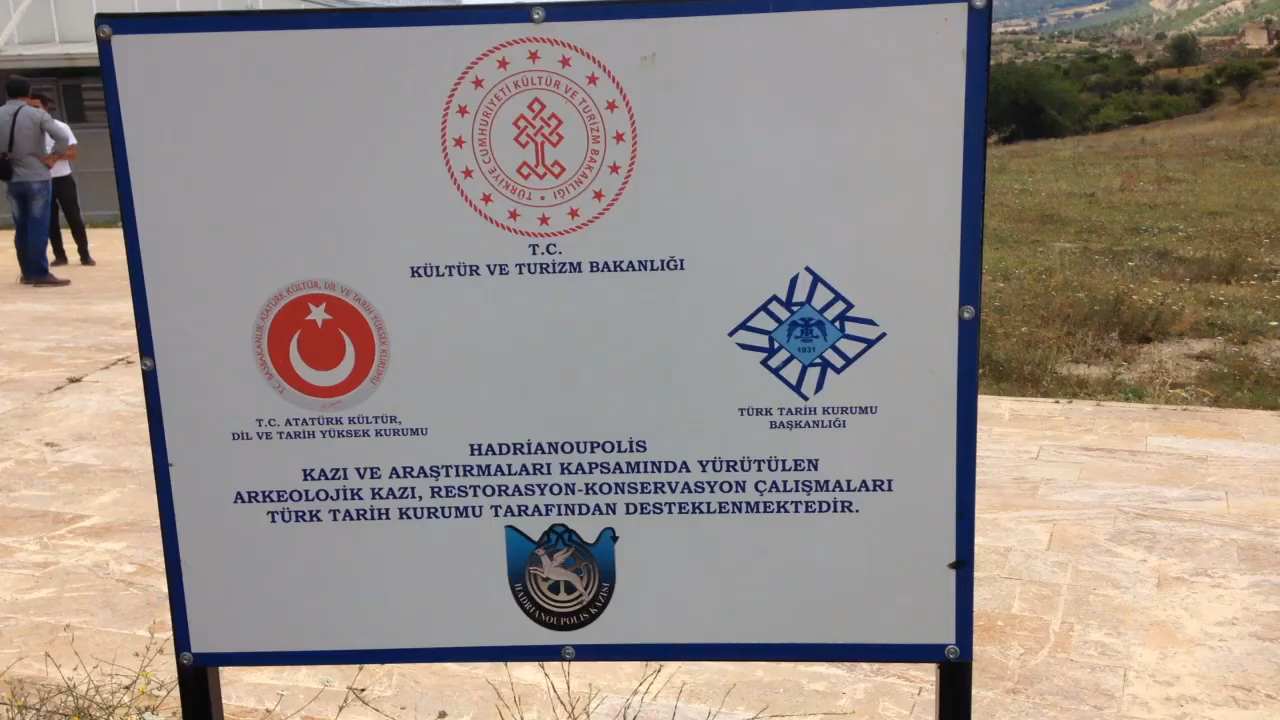 TÜRKİYE CUMHURİYETİ KÜLTÜR VE TURİZM BAKANLIĞI
T.C.
KÜLTÜR VE TURİZM BAKANLIĞI
T.C. BAŞBAKANLIK ATATÜRK KÜLTÜR, DİL VE TARİH YÜKSEK KURUMU
T.C. ATATÜRK KÜLTÜR,
DİL VE TARİH YÜKSEK KURUMU
1931
TÜRK TARİH KURUMU
BAŞKANLIĞI
HADRİANOUPOLİS
KAZI VE ARAŞTIRMALARI KAPSAMINDA YÜRÜTÜLEN
ARKEOLOJİK KAZI, RESTORASYON-KONSERVASYON ÇALIŞMALARI
TÜRK TARİH KURUMU TARAFINDAN DESTEKLENMEKTEDİR.
HADRIANOUPOLIS KAZISI